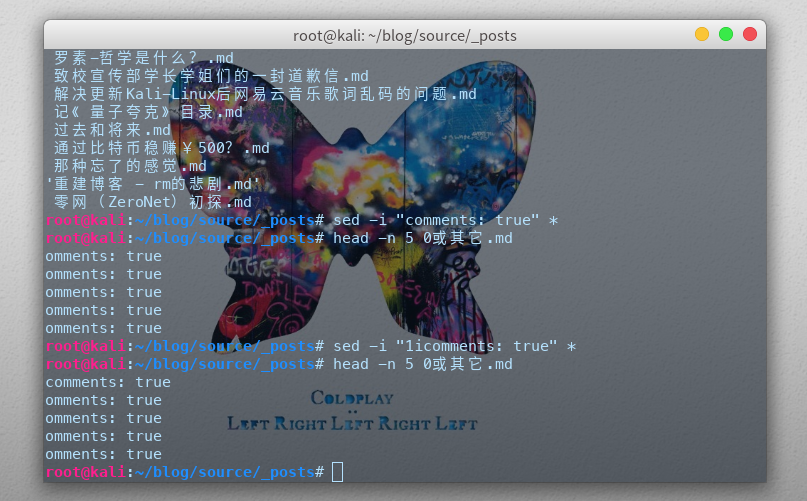 root@kali: ~/blog/source/_posts
罗素-哲学是什么？.md
致校宣传部学长学姐们的一封道歉信.md
解决更新Kali-Linux后网易云音乐歌词乱码的问题.md
记《量子夸克》目录.md
过去和将来.md
通过比特币稳赚￥500？.md
那种忘了的感觉.md
'重建博客 - rm的悲剧.md'
零网（ZeroNet）初探.md
root@kali:~/blog/source/_posts# sed -i "comments: true" *
root@kali:~/blog/source/_posts# head -n 5 0或其它.md
omments: true
omments: true
omments: true
omments: true
omments: true
root@kali:~/blog/source/_posts# sed -i "1icomments: true" *
root@kali:~/blog/source/_posts# head -n 5 0或其它.md
comments: true
omments: true
omments: true
omments: true
omments: true
root@kali:~/blog/source/_posts#
COLDPLAY
LEFT RIGHT LEFT RIGHT LEFT